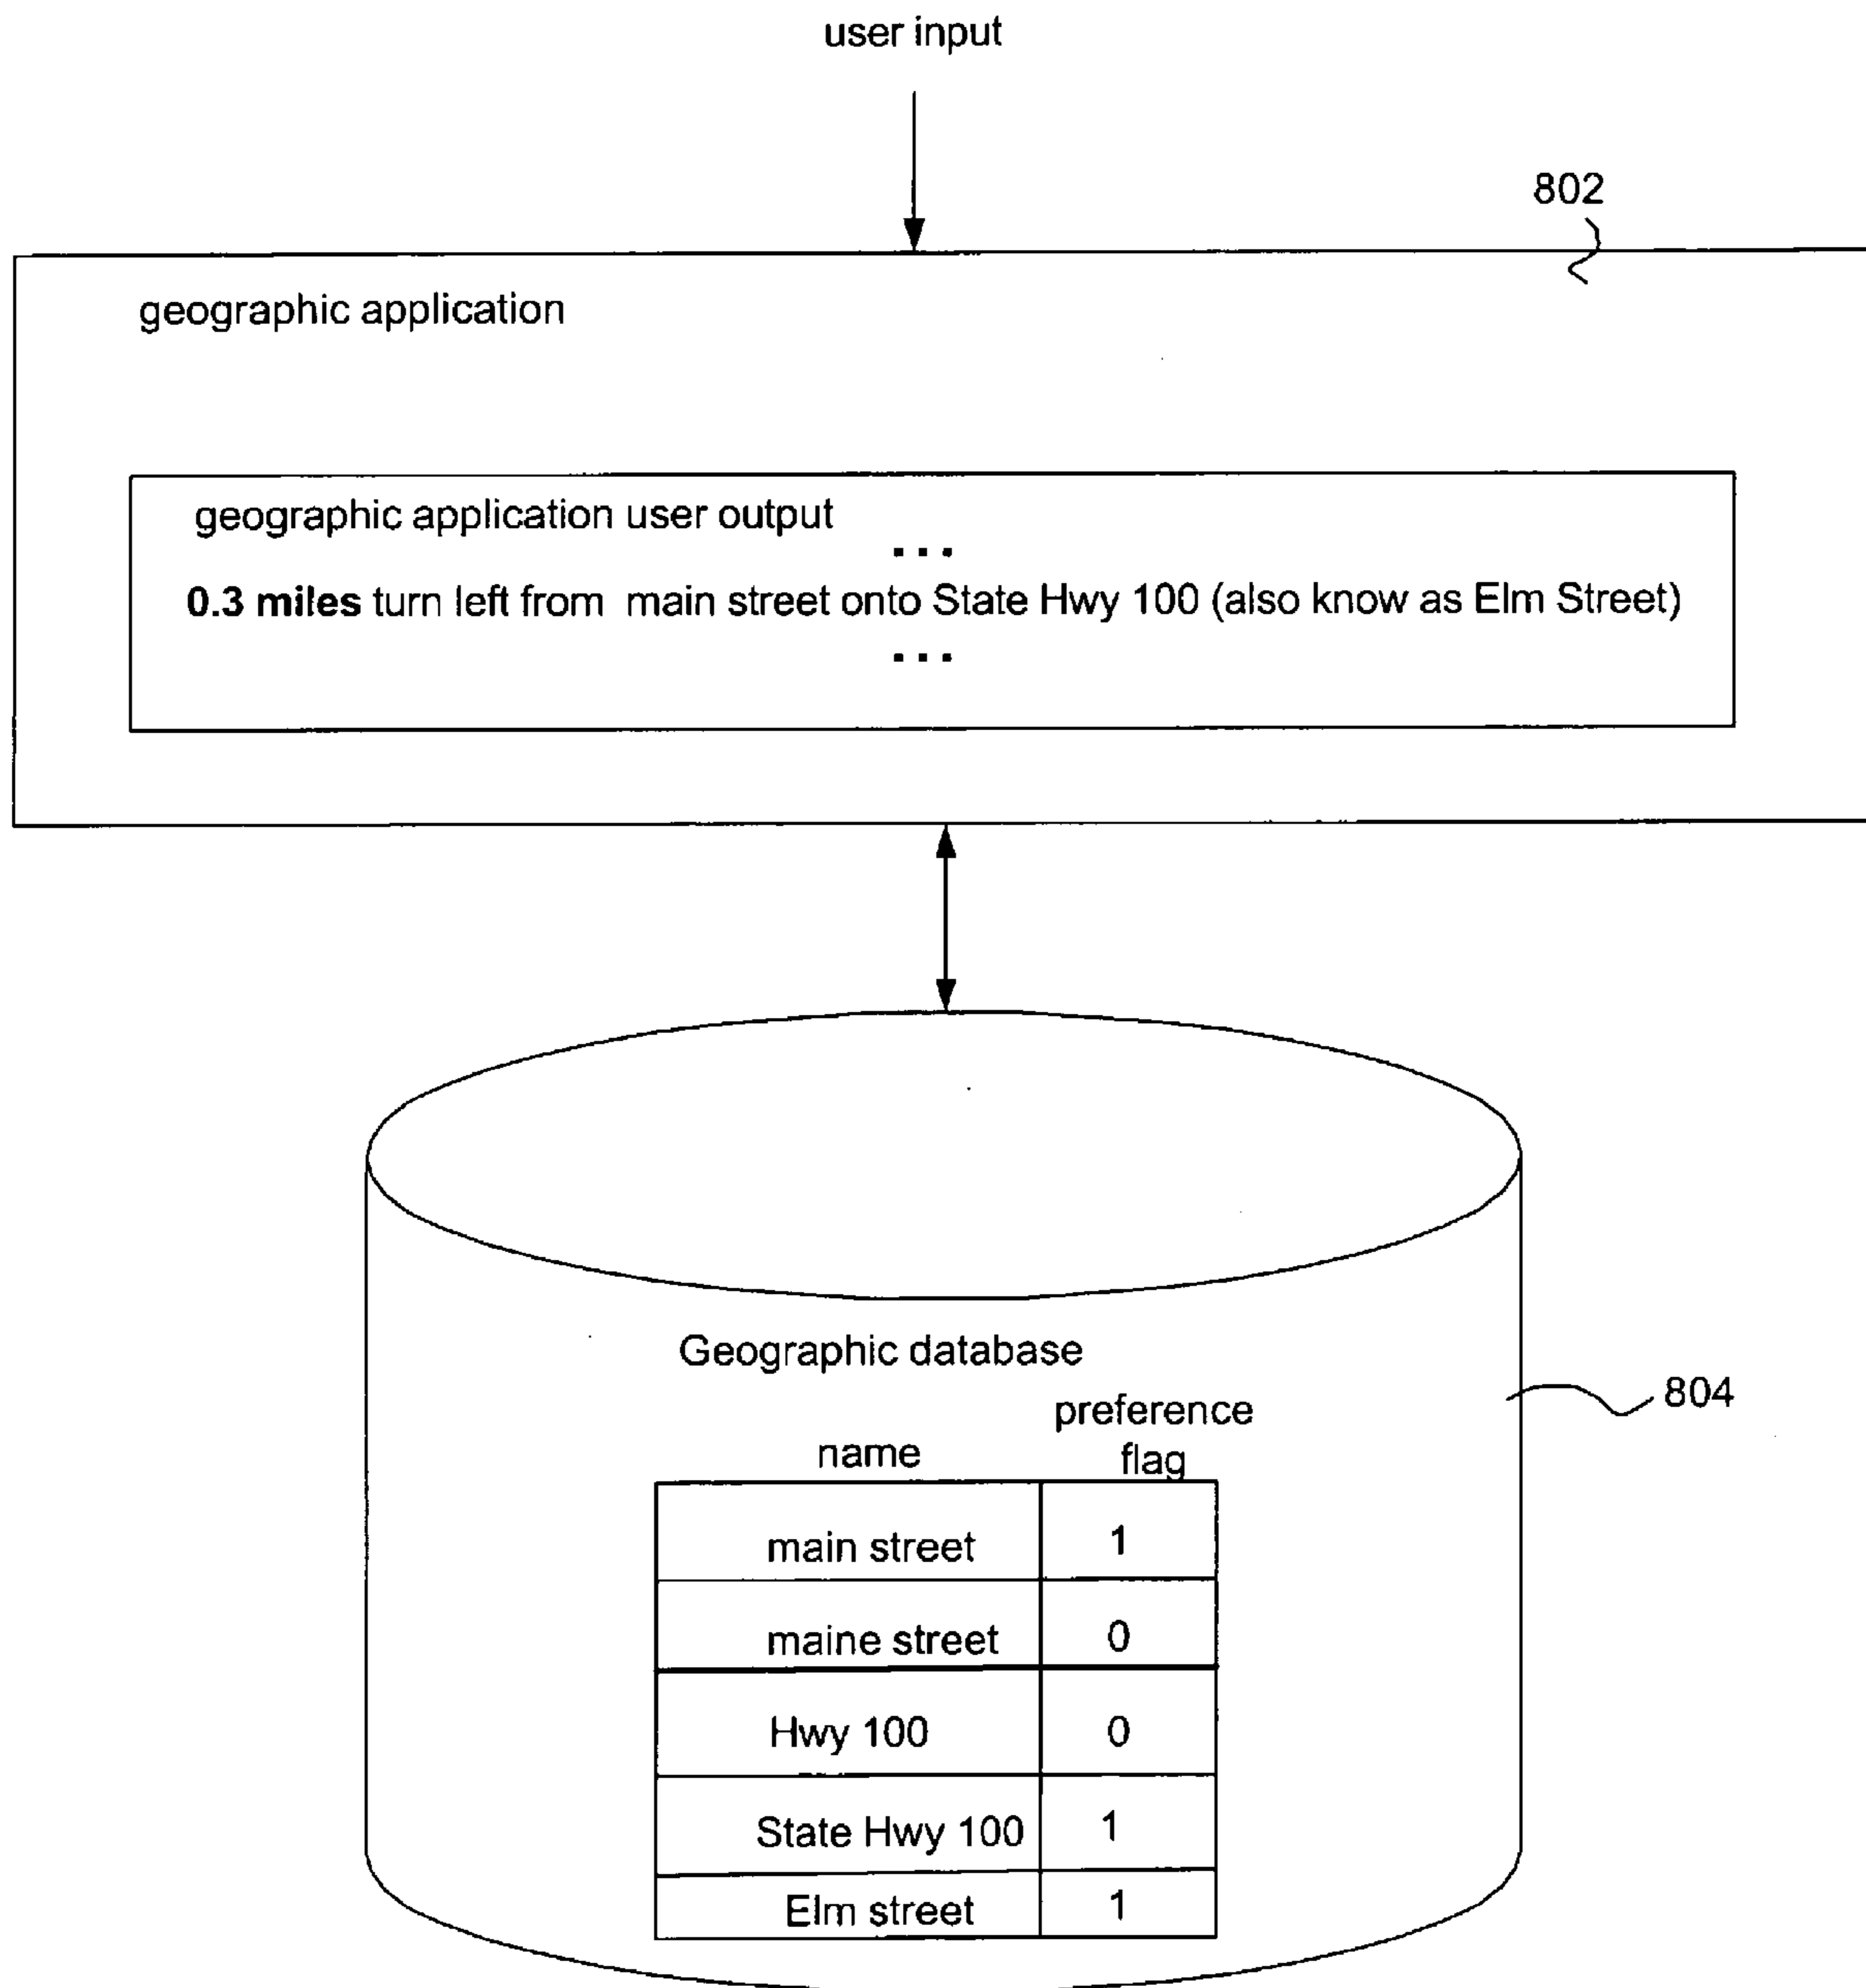 user input
802
geographic application
geographic application user output
...
0.3 miles turn left from main street onto State Hwy 100 (also know as Elm Street)
...
Geographic database
804
name preference flag
main street 1
maine street 0
Hwy 100 0
State Hwy 100 1
Elm street 1